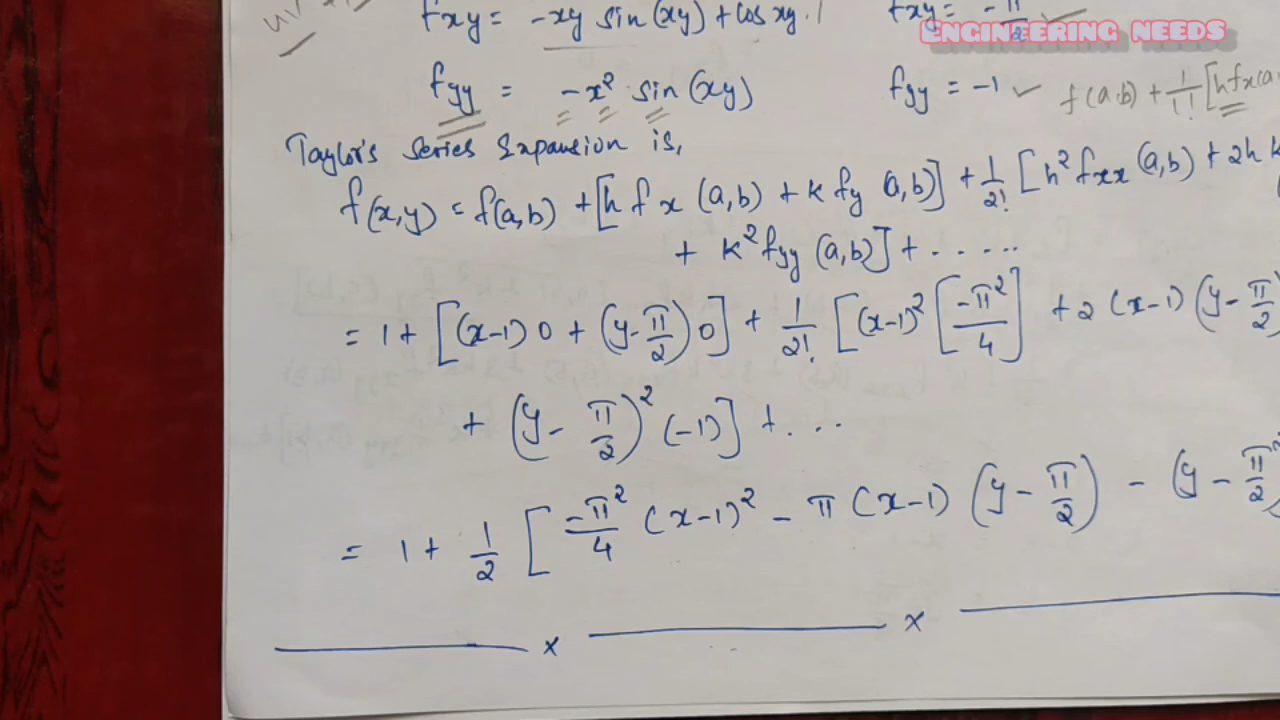 fxy = -xy sin(xy) + cos xy. fxy = -π/2
ENGINEERING NEEDS
fyy = -x² sin(xy) fyy = -1 ✓ f(a,b) + 1/1! [h fx(a,
Taylor's Series Expansion is,
f(x,y) = f(a,b) + [h fx (a,b) + k fy (a,b)] + 1/2! [h² fxx (a,b) + 2h k
+ k² fyy (a,b)] + . . . . .
= 1 + [(x-1) 0 + (y - π/2) 0] + 1/2! [(x-1)² [-π²/4] + 2 (x-1) (y - π/2)
+ (y - π/2)² (-1)] + . . .
= 1 + 1/2 [-π²/4 (x-1)² - π (x-1) (y - π/2) - (y - π/2)²
x x